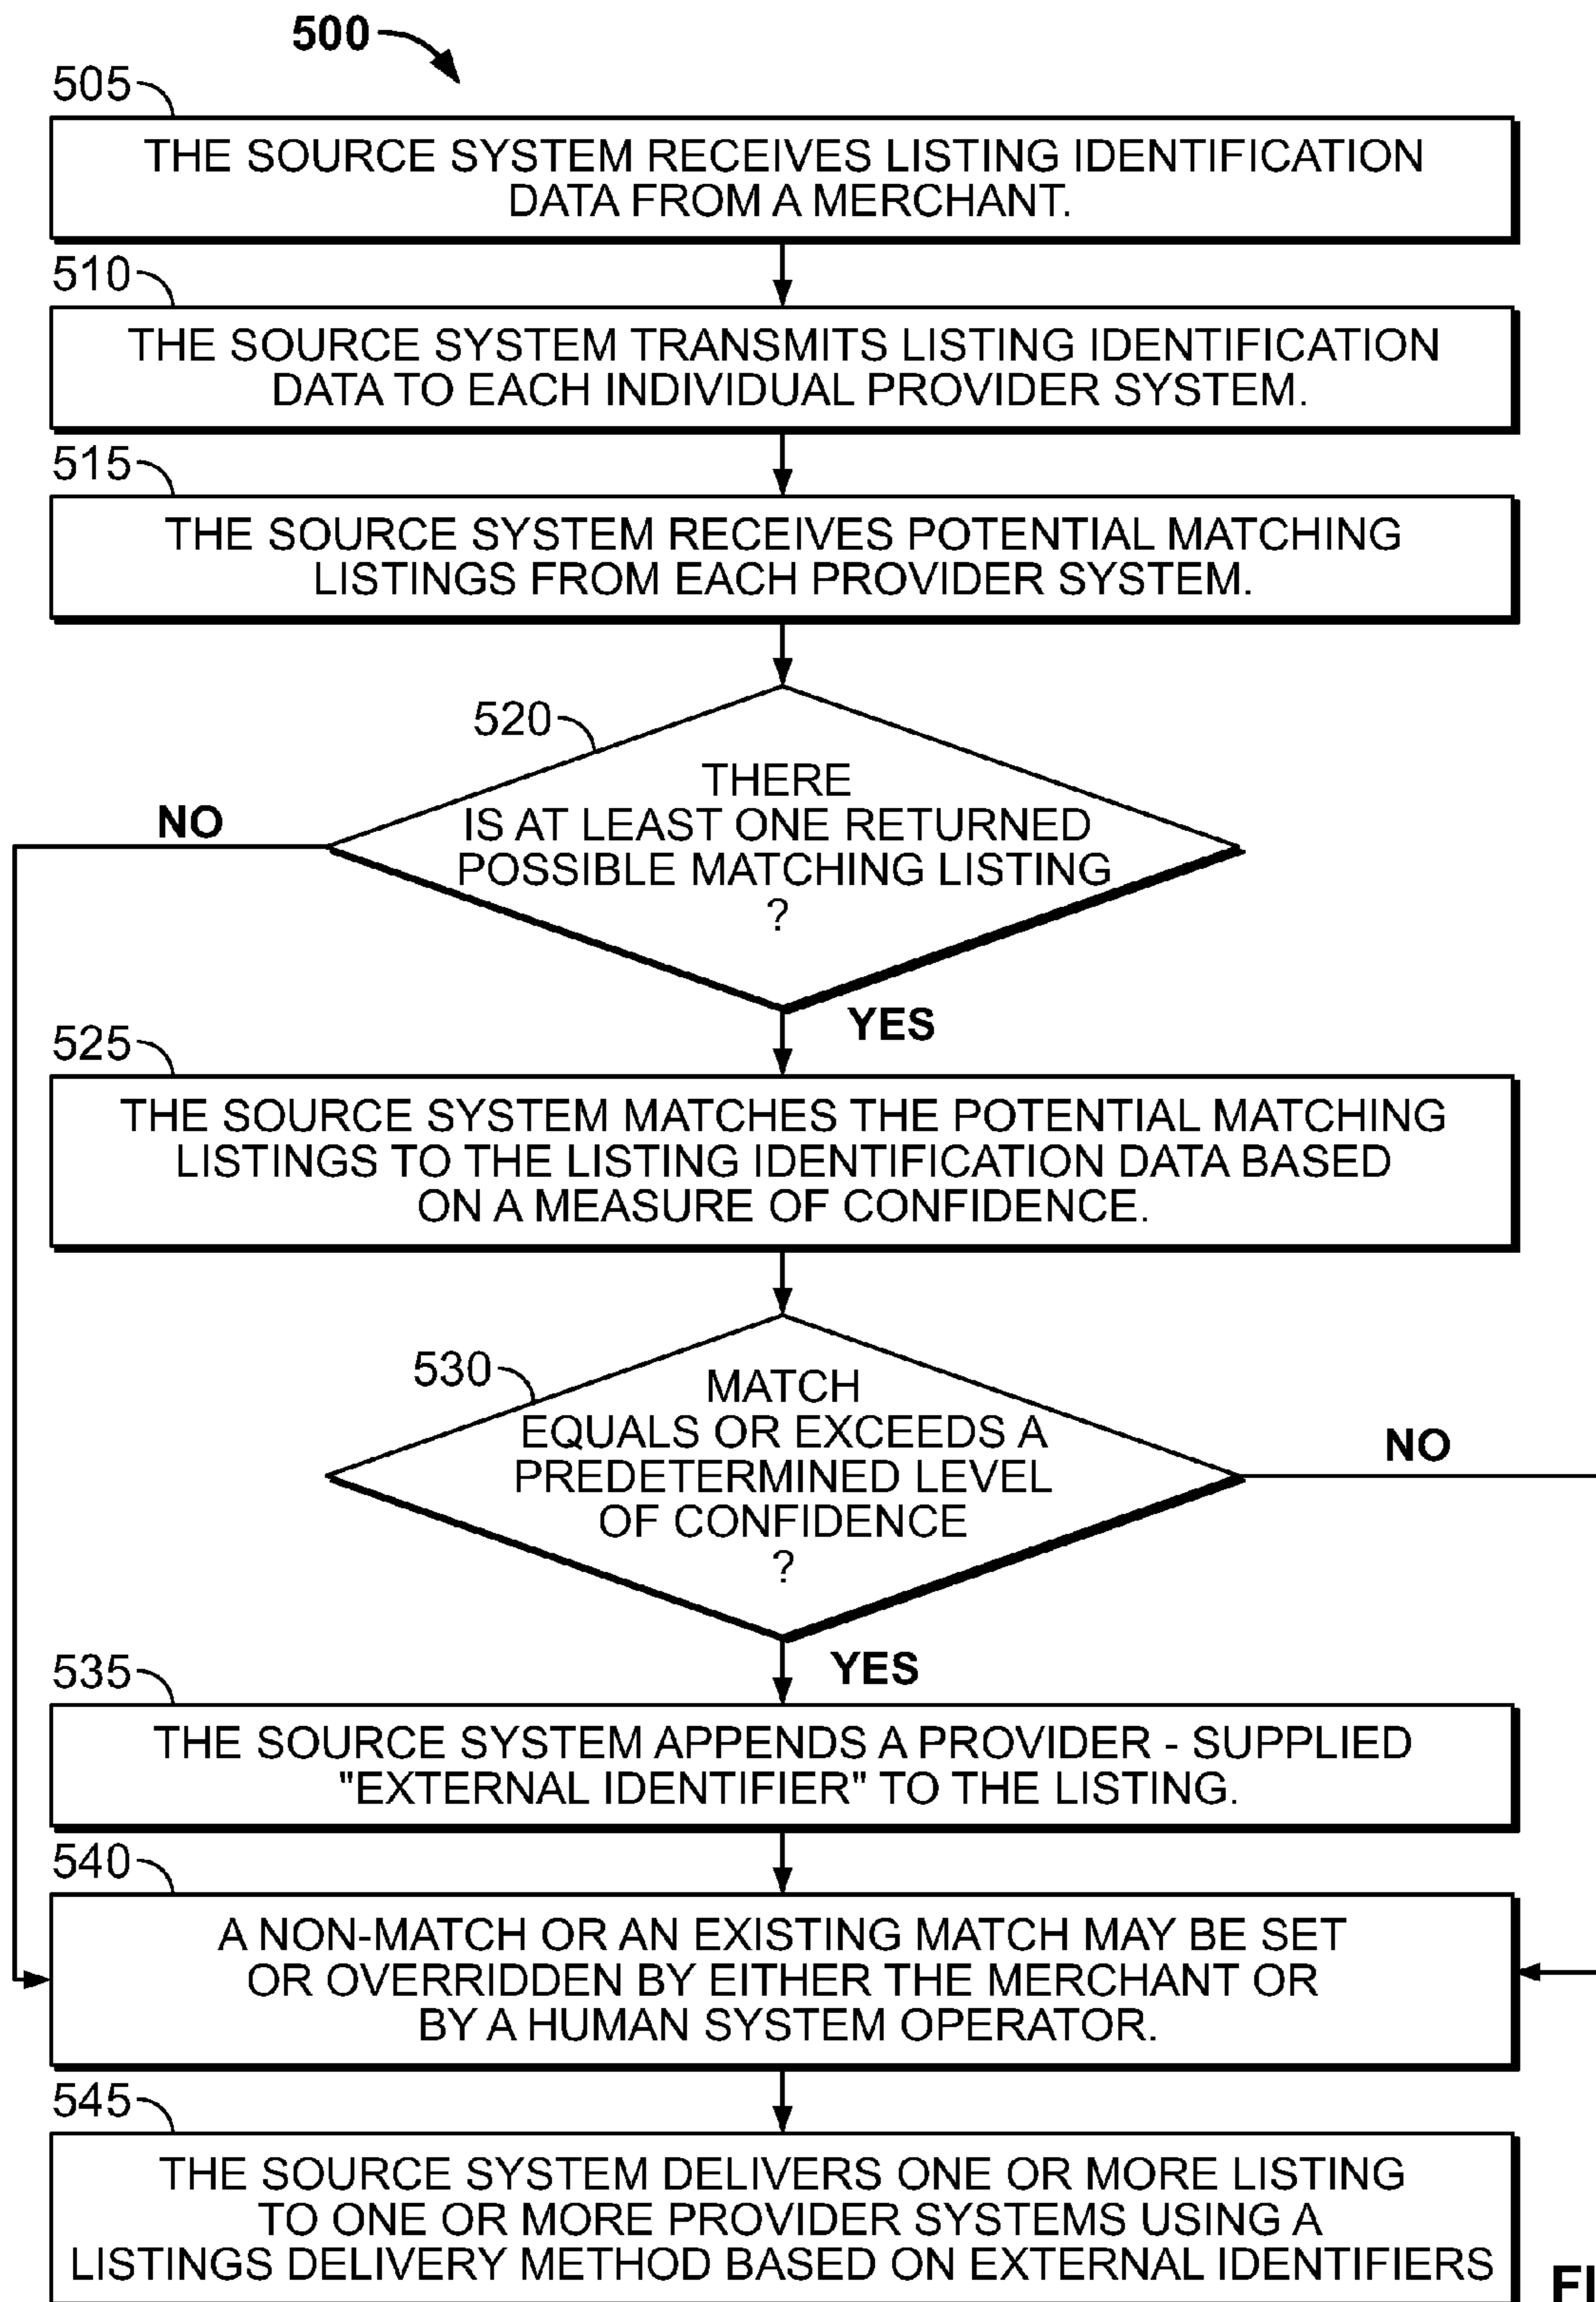 500
505
THE SOURCE SYSTEM RECEIVES LISTING IDENTIFICATION
DATA FROM A MERCHANT.
510
THE SOURCE SYSTEM TRANSMITS LISTING IDENTIFICATION
DATA TO EACH INDIVIDUAL PROVIDER SYSTEM.
515
THE SOURCE SYSTEM RECEIVES POTENTIAL MATCHING
LISTINGS FROM EACH PROVIDER SYSTEM.
520
THERE
IS AT LEAST ONE RETURNED
POSSIBLE MATCHING LISTING
?
NO
YES
525
THE SOURCE SYSTEM MATCHES THE POTENTIAL MATCHING
LISTINGS TO THE LISTING IDENTIFICATION DATA BASED
ON A MEASURE OF CONFIDENCE.
530
MATCH
EQUALS OR EXCEEDS A
PREDETERMINED LEVEL
OF CONFIDENCE
?
NO
YES
535
THE SOURCE SYSTEM APPENDS A PROVIDER - SUPPLIED
"EXTERNAL IDENTIFIER" TO THE LISTING.
540
A NON-MATCH OR AN EXISTING MATCH MAY BE SET
OR OVERRIDDEN BY EITHER THE MERCHANT OR
BY A HUMAN SYSTEM OPERATOR.
545
THE SOURCE SYSTEM DELIVERS ONE OR MORE LISTING
TO ONE OR MORE PROVIDER SYSTEMS USING A
LISTINGS DELIVERY METHOD BASED ON EXTERNAL IDENTIFIERS